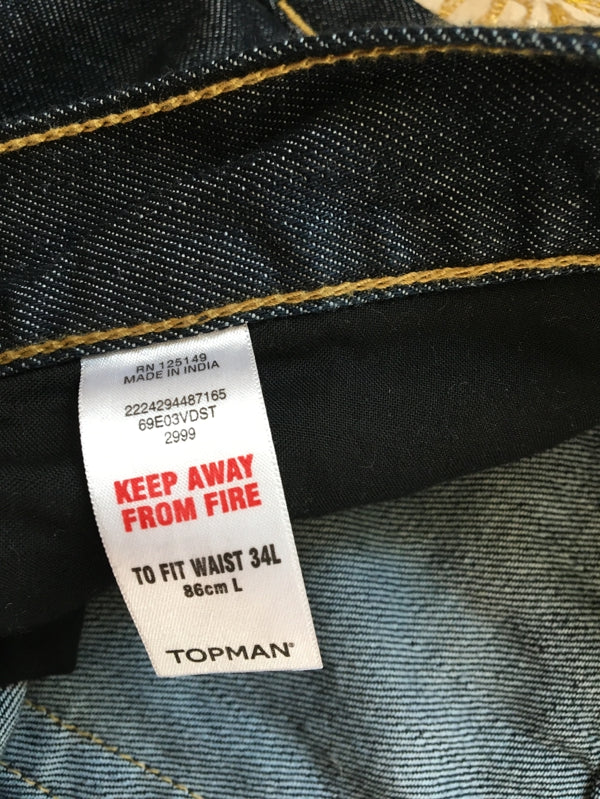 RN 125149
MADE IN INDIA
2224294487165
69E03VDST
2999
KEEP AWAY
FROM FIRE
TO FIT WAIST 34L
86cm L
TOPMAN®